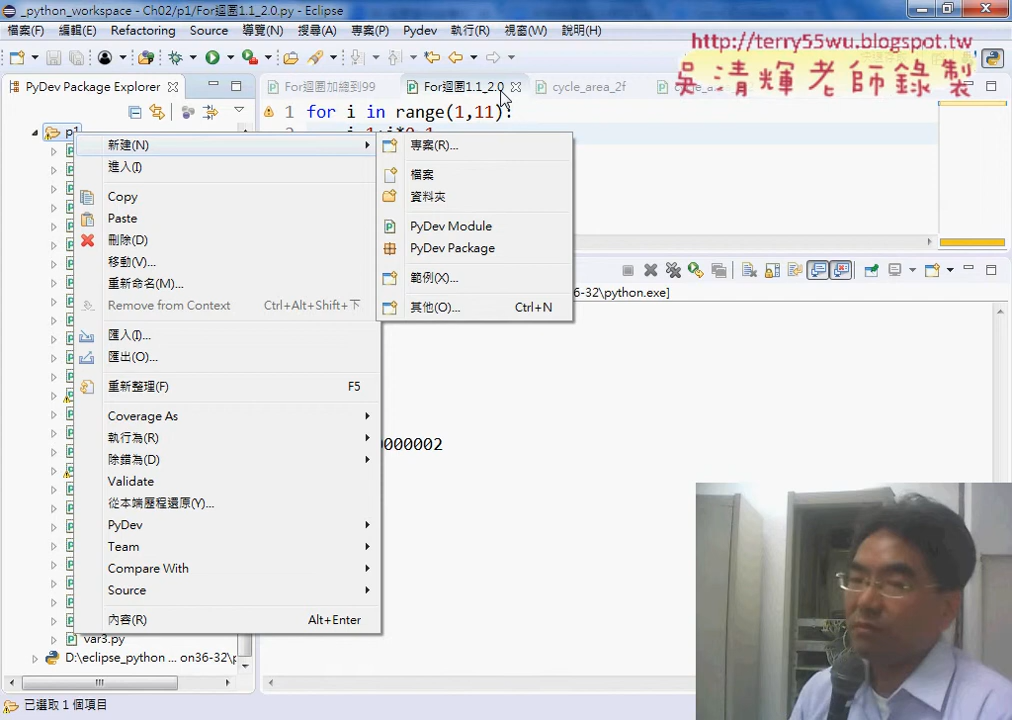 _python_workspace - Ch02/p1/For迴圈1.1_2.0.py - Eclipse
檔案(F) 編輯(E) Refactoring Source 導覽(N) 搜尋(A) 專案(P) Pydev 執行(R) 視窗(W) 說明(H)
http://terry55wu.blogspot.tw
吳清輝老師錄製
PyDev Package Explorer
For迴圈加總到99
For迴圈1.1_2.0
cycle_area_2f
p1
1 for i in range(1,11):
2
新建(N)
進入(I)
Copy
Paste
刪除(D)
移動(V)...
重新命名(M)...
Remove from Context Ctrl+Alt+Shift+下
匯入(I)...
匯出(O)...
重新整理(F) F5
Coverage As
執行為(R)
除錯為(D)
Validate
從本端歷程還原(Y)...
PyDev
Team
Compare With
Source
內容(R) Alt+Enter
專案(R)...
檔案
資料夾
PyDev Module
PyDev Package
範例(X)...
其他(O)... Ctrl+N
6-32\python.exe]
000002
var3.py
D:\eclipse_python ... on36-32\p
已選取 1 個項目